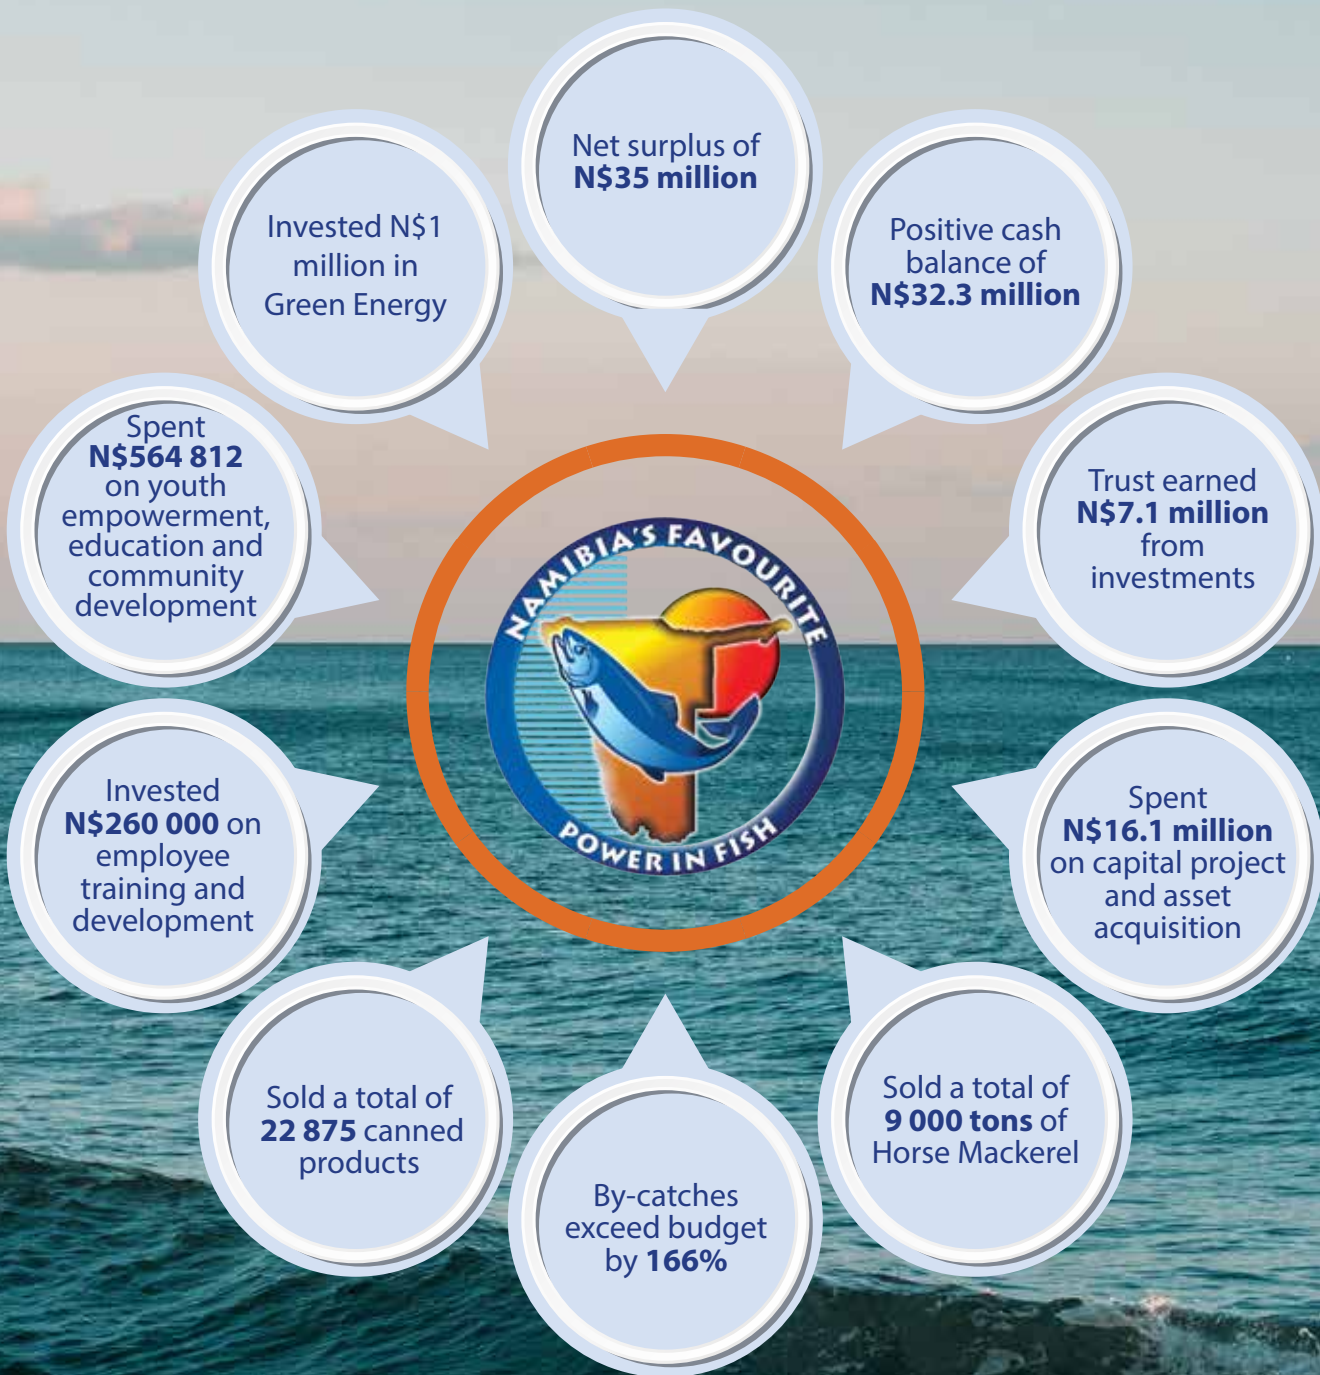 Net surplus of
N$35 million
Positive cash
balance of
N$32.3 million
Trust earned
N$7.1 million
from
investments
Spent
N$16.1 million
on capital project
and asset
acquisition
Sold a total of
9 000 tons of
Horse Mackerel
By-catches
exceed budget
by 166%
Sold a total of
22 875 canned
products
Invested
N$260 000 on
employee
training and
development
Spent
N$564 812
on youth
empowerment,
education and
community
development
Invested N$1
million in
Green Energy
NAMIBIA'S FAVOURITE
POWER IN FISH